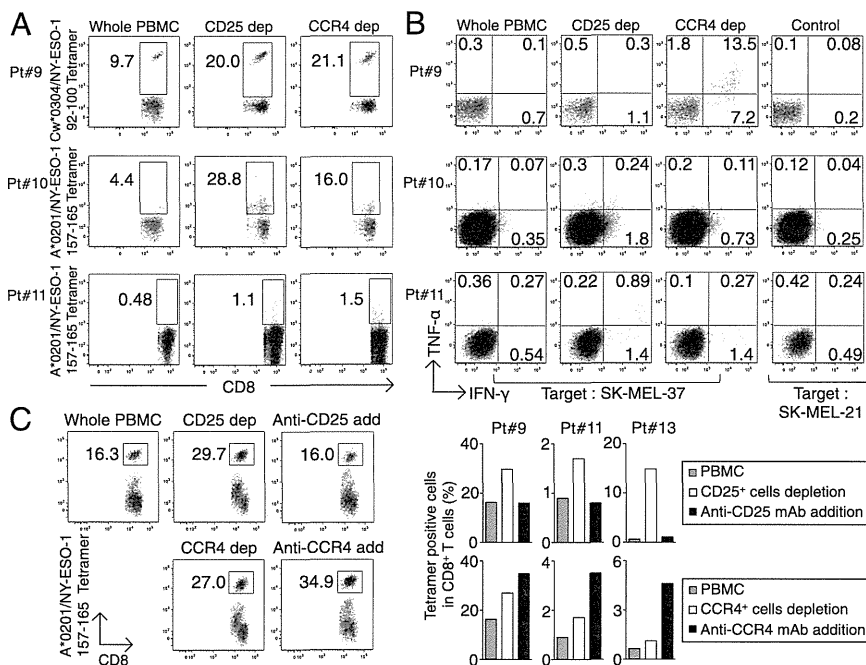 A
Whole PBMC CD25 dep CCR4 dep
Pt#9
Cw*0304/NY-ESO-1
92-100 Tetramer
9.7 20.0 21.1
Pt#10
A*0201/NY-ESO-1
157-165 Tetramer
4.4 28.8 16.0
Pt#11
A*0201/NY-ESO-1
157-165 Tetramer
0.48 1.1 1.5
CD8
B
Whole PBMC CD25 dep CCR4 dep Control
Pt#9
0.3 0.1 0.5 0.3 1.8 13.5 0.1 0.08
0.7 1.1 7.2 0.2
Pt#10
0.17 0.07 0.3 0.24 0.2 0.11 0.12 0.04
0.35 1.8 0.73 0.25
Pt#11
0.36 0.27 0.22 0.89 0.1 0.27 0.42 0.24
0.54 1.4 1.4 0.49
TNF-α
IFN-γ
Target : SK-MEL-37
Target :
SK-MEL-21
C
Whole PBMC CD25 dep Anti-CD25 add
16.3 29.7 16.0
CCR4 dep Anti-CCR4 add
27.0 34.9
A*0201/NY-ESO-1
157-165 Tetramer
CD8
Pt#9 Pt#11 Pt#13
Tetramer positive cells
in CD8+ T cells (%)
40 2 20
20 1 10
0 0 0
PBMC
CD25+ cells depletion
Anti-CD25 mAb addition
40 4 6
20 2 3
0 0 0
PBMC
CCR4+ cells depletion
Anti-CCR4 mAb addition